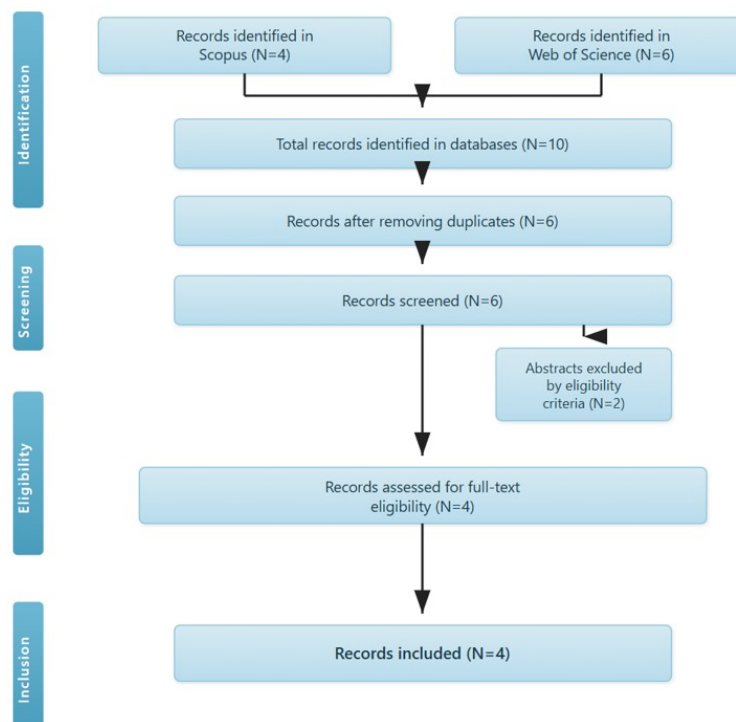 Identification
Records identified in
Scopus (N=4)
Records identified in
Web of Science (N=6)
Total records identified in databases (N=10)
Records after removing duplicates (N=6)
Screening
Records screened (N=6)
Abstracts excluded
by eligibility
criteria (N=2)
Eligibility
Records assessed for full-text
eligibility (N=4)
Inclusion
Records included (N=4)